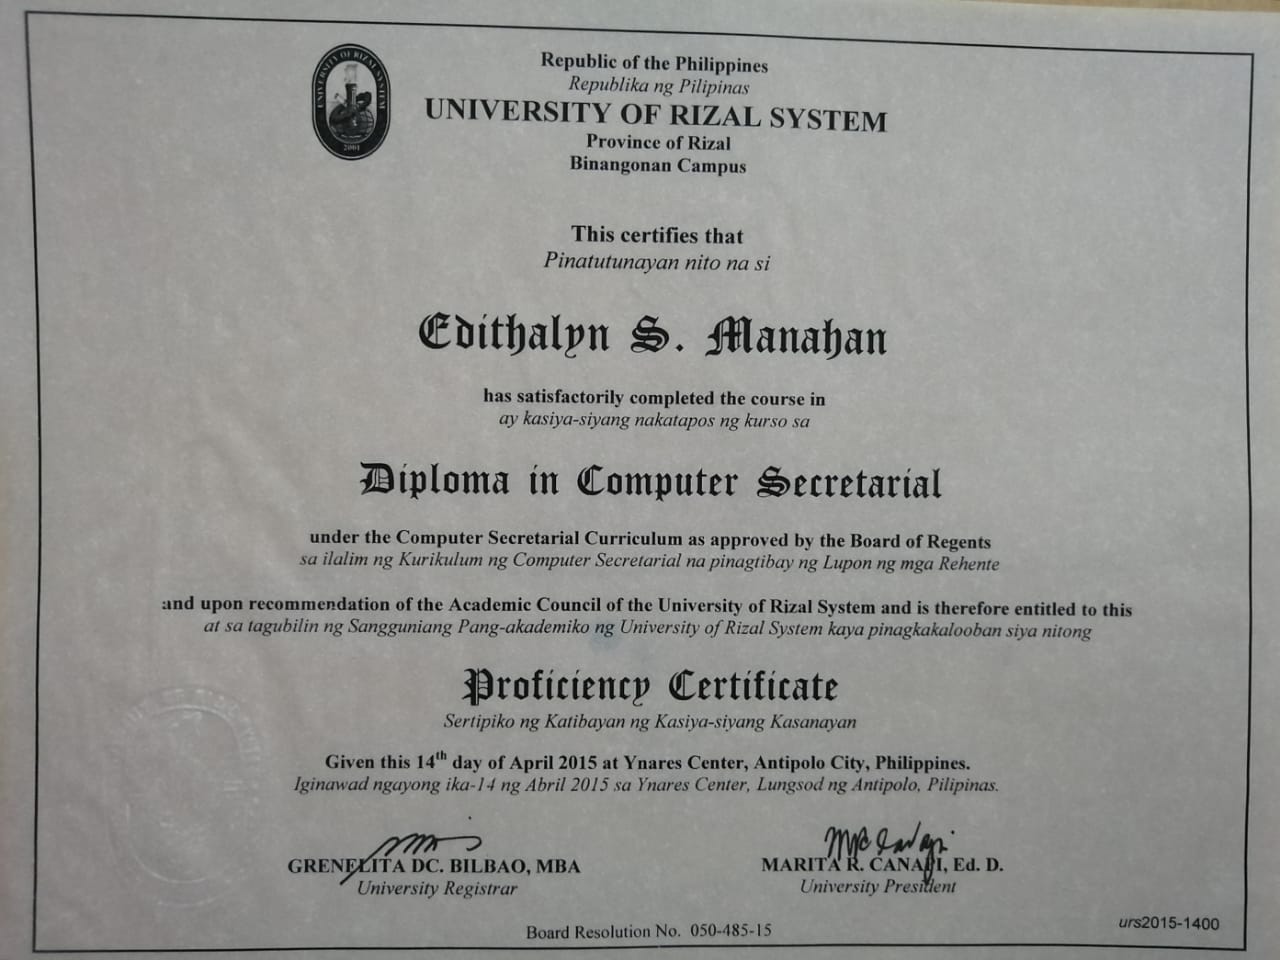 UNIVERSITY OF RIZAL SYSTEM
2001
Republic of the Philippines
Republika ng Pilipinas
UNIVERSITY OF RIZAL SYSTEM
Province of Rizal
Binangonan Campus
This certifies that
Pinatutunayan nito na si
Edithalyn S. Manahan
has satisfactorily completed the course in
ay kasiya-siyang nakatapos ng kurso sa
Diploma in Computer Secretarial
under the Computer Secretarial Curriculum as approved by the Board of Regents
sa ilalim ng Kurikulum ng Computer Secretarial na pinagtibay ng Lupon ng mga Rehente
and upon recommendation of the Academic Council of the University of Rizal System and is therefore entitled to this
at sa tagubilin ng Sangguniang Pang-akademiko ng University of Rizal System kaya pinagkakalooban siya nitong
Proficiency Certificate
Sertipiko ng Katibayan ng Kasiya-siyang Kasanayan
Given this 14th day of April 2015 at Ynares Center, Antipolo City, Philippines.
Iginawad ngayong ika-14 ng Abril 2015 sa Ynares Center, Lungsod ng Antipolo, Pilipinas.
GRENELITA DC. BILBAO, MBA
University Registrar
MARITA R. CANAPI, Ed. D.
University President
Board Resolution No. 050-485-15
urs2015-1400